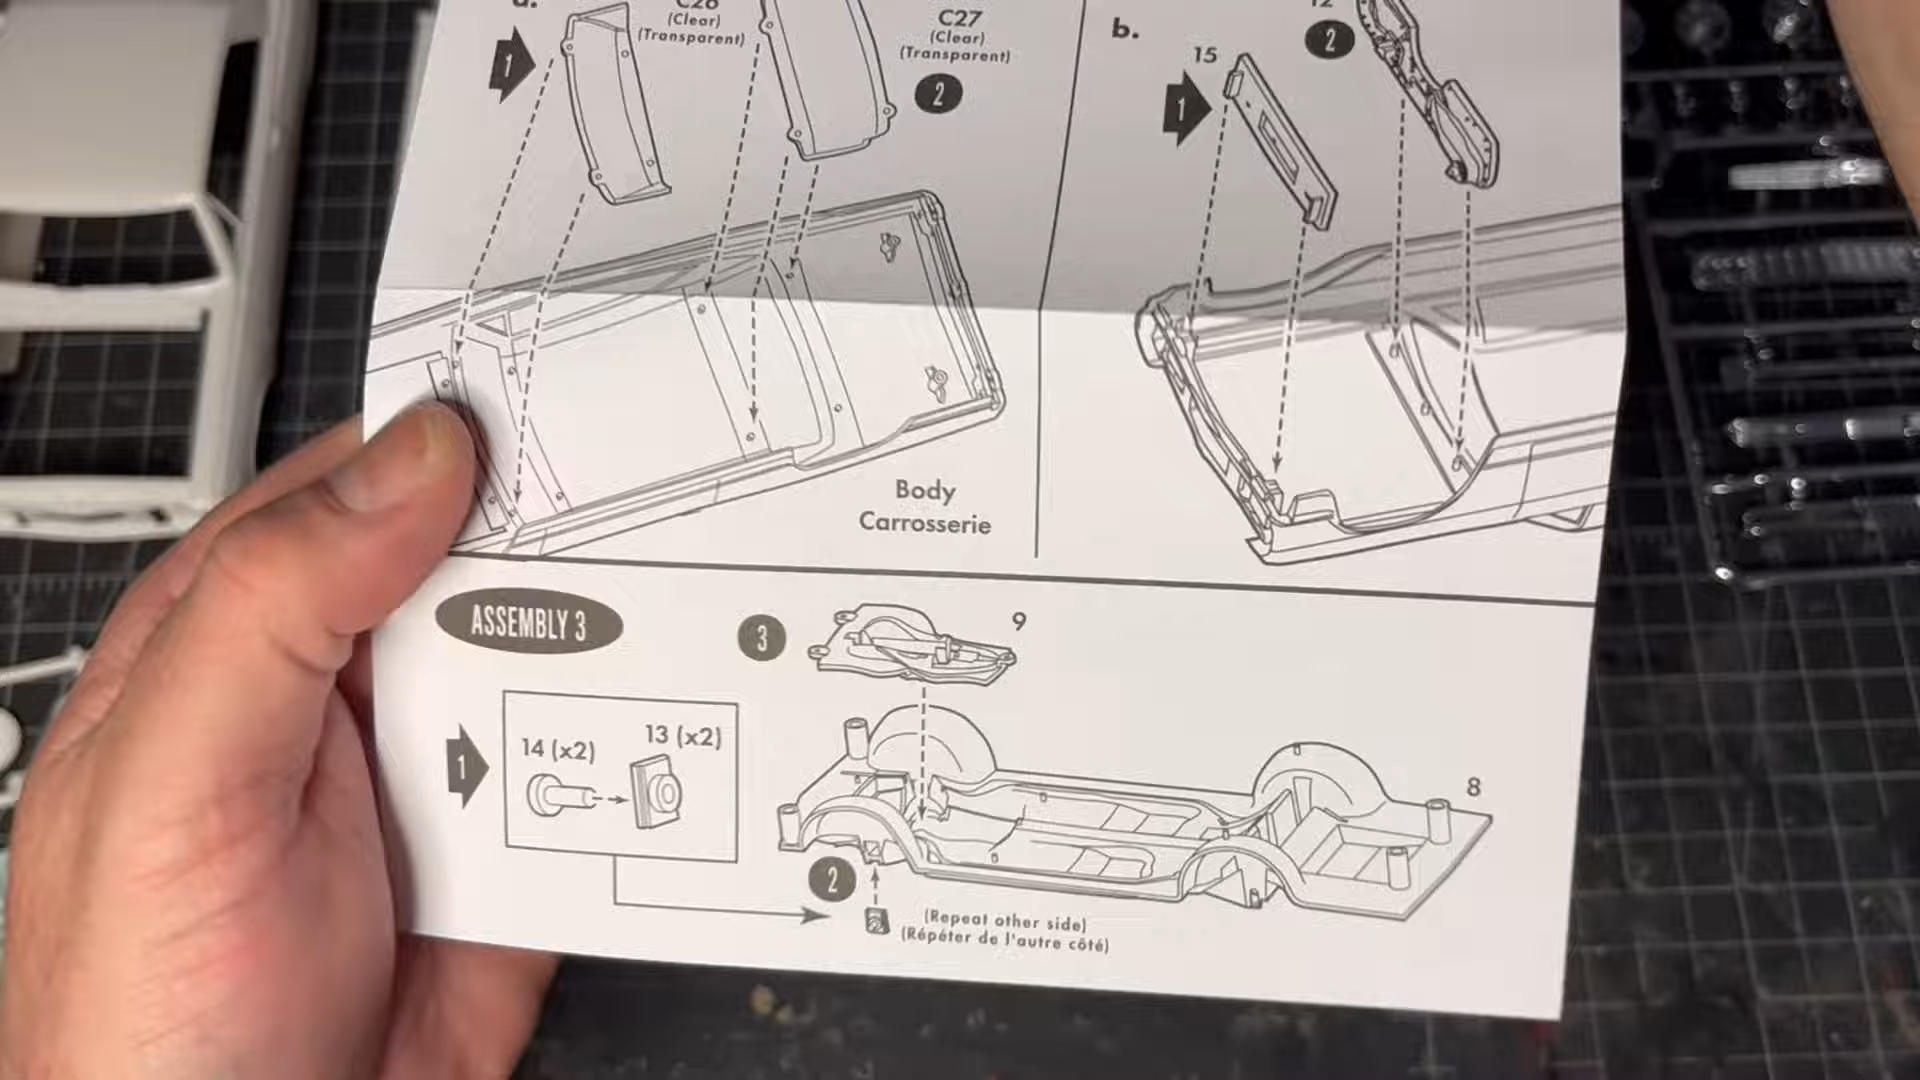 a.
C26
(Clear)
(Transparent)
1
C27
(Clear)
(Transparent)
2
b.
15
1
12
2
Body
Carrosserie
ASSEMBLY 3
3
9
1
14 (x2)
13 (x2)
8
2
(Repeat other side)
(Répéter de l'autre côté)